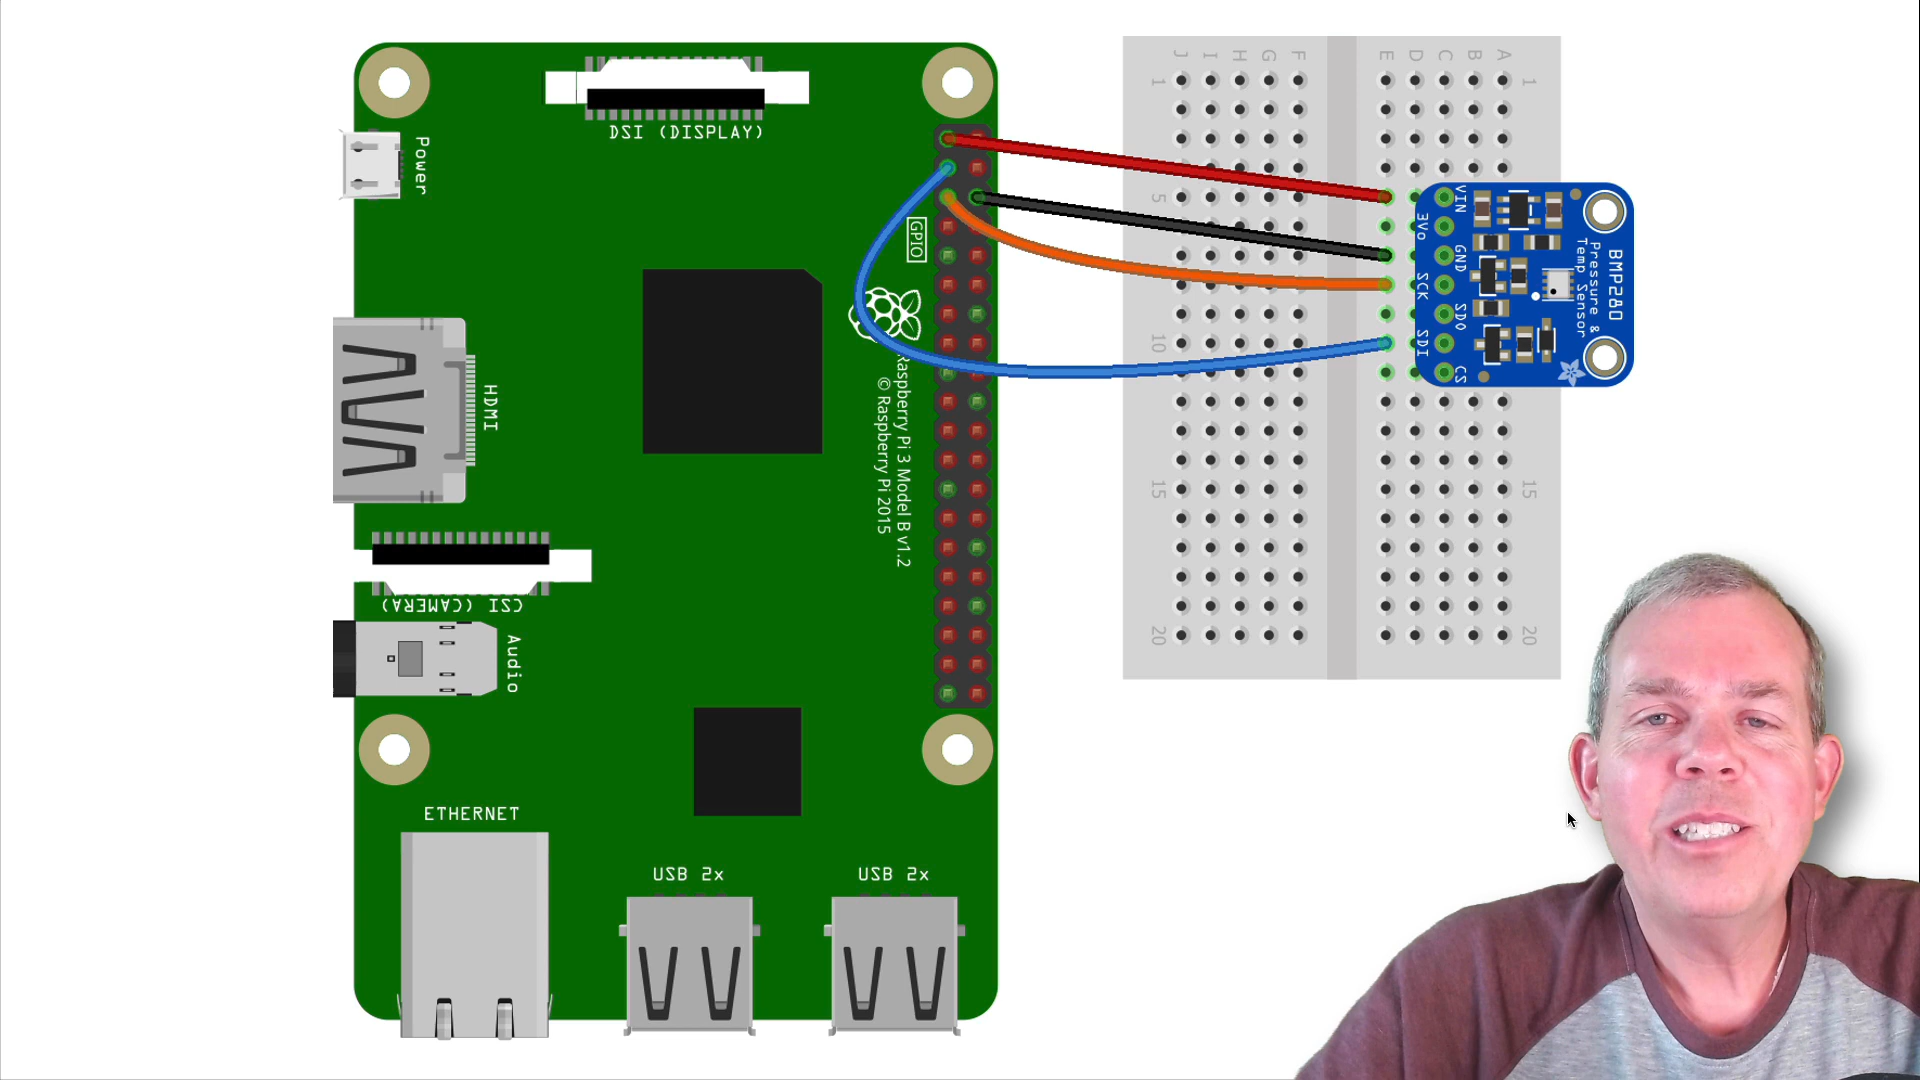 DSI (DISPLAY)
Power
GPIO
HDMI
Raspberry Pi 3 Model B v1.2
© Raspberry Pi 2015
CSI (CAMERA)
Audio
ETHERNET
USB 2x
USB 2x
J I H G F E D C B A
1 1
5
10
15 15
20 20
VIN
3Vo
GND
SCK
SDO
SDI
CS
BMP280
Pressure &
Temp Sensor